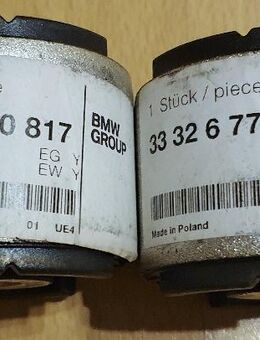 0 817
BMW
GROUP
EG Y
EW Y
01 UE4
1 Stück / piece
33 32 6 77
Made in Poland